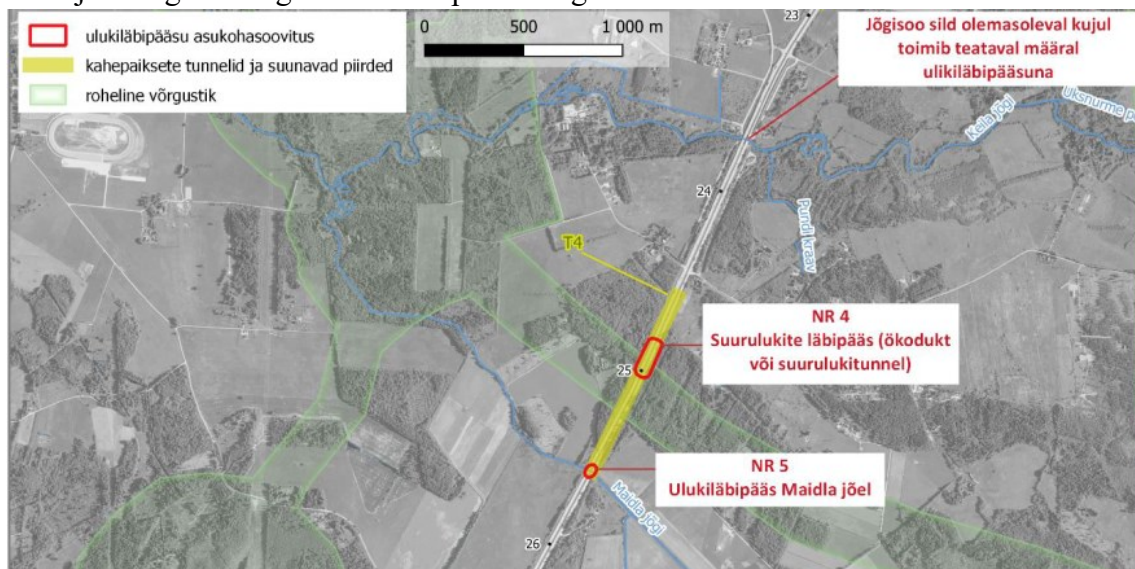 ulukiläbipääsu asukohasoovitus
kahepaiksete tunnelid ja suunavad piirded
roheline võrgustik
0 500 1 000 m
23
Jõgisoo sild olemasoleval kujul
toimib teataval määral
ulikiläbipääsuna
Keila jõgi
Uksnurme
24
Pundi kraav
T4
NR 4
Suurulukite läbipääs (ökodukt
või suurulukitunnel)
25
NR 5
Ulukiläbipääs Maidla jõel
Maidla jõgi
26